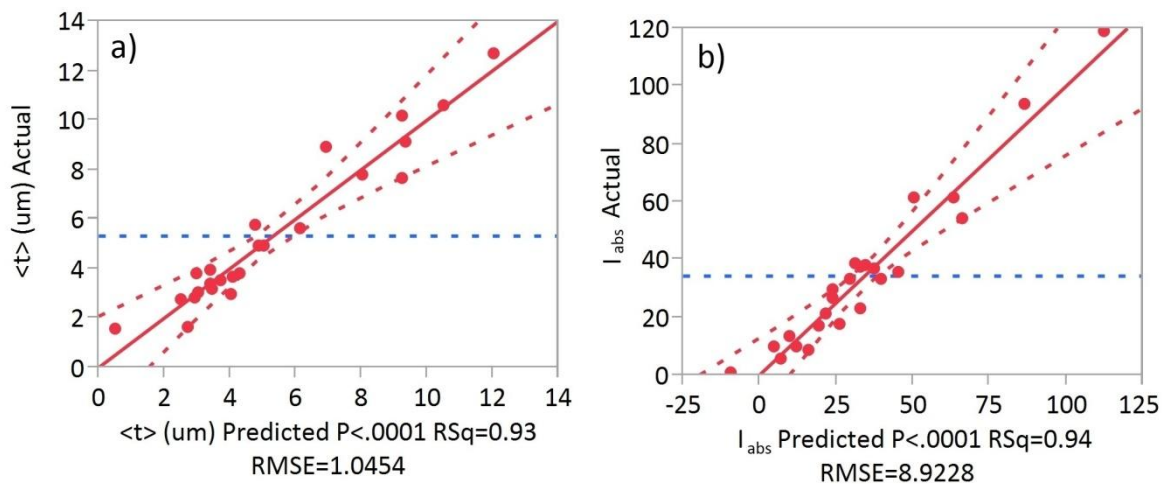 a)
14
12
10
8
6
4
2
0
<t> (um) Actual
0 2 4 6 8 10 12 14
<t> (um) Predicted P<.0001 RSq=0.93
RMSE=1.0454
b)
120
100
80
60
40
20
0
I abs Actual
-25 0 25 50 75 100 125
I abs Predicted P<.0001 RSq=0.94
RMSE=8.9228